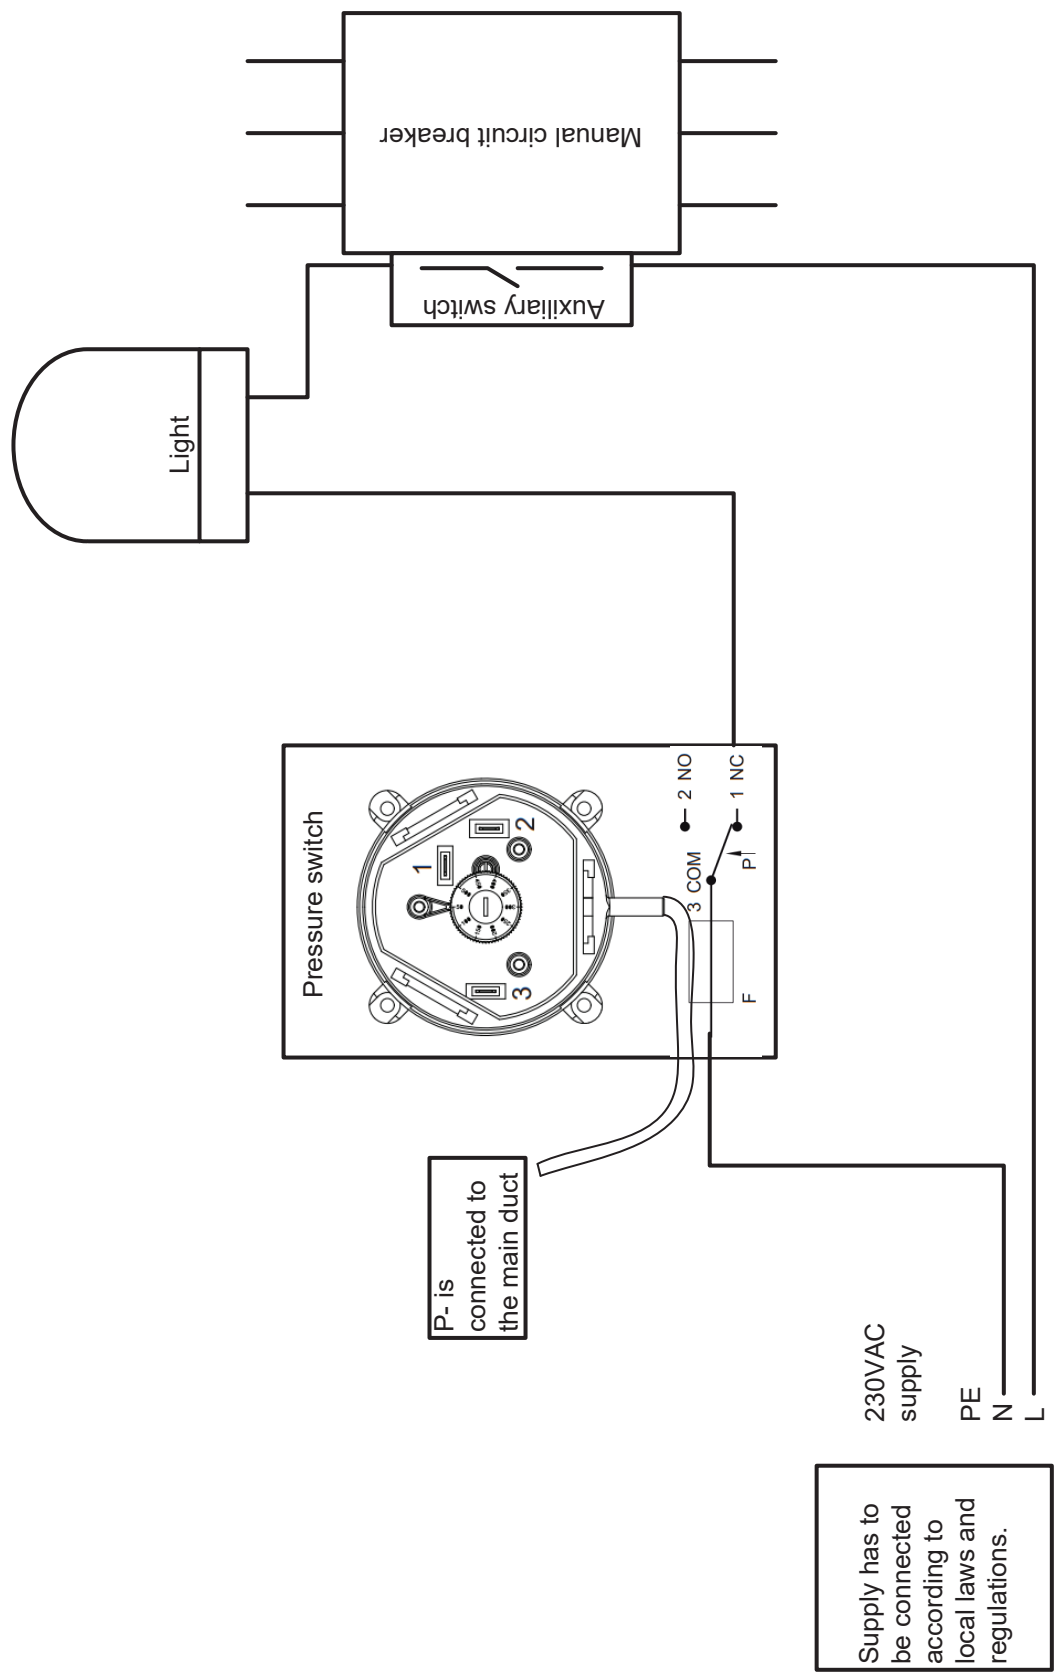 Manual circuit breaker
Auxiliary switch
Light
Pressure switch
1
2
3
2 NO
1 NC
3 COM
P
F
P- is
connected to
the main duct
230VAC
supply
PE
N
L
Supply has to
be connected
according to
local laws and
regulations.